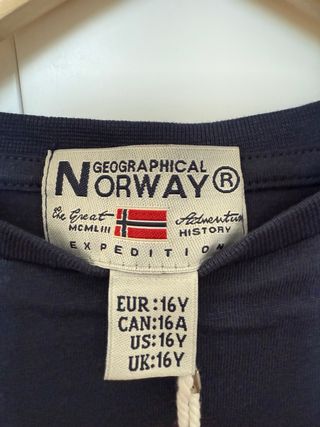 GEOGRAPHICAL
NORWAY ®
The Great Adventure
MCMLIII HISTORY
EXPEDITION
EUR:16Y
CAN:16A
US:16Y
UK:16Y